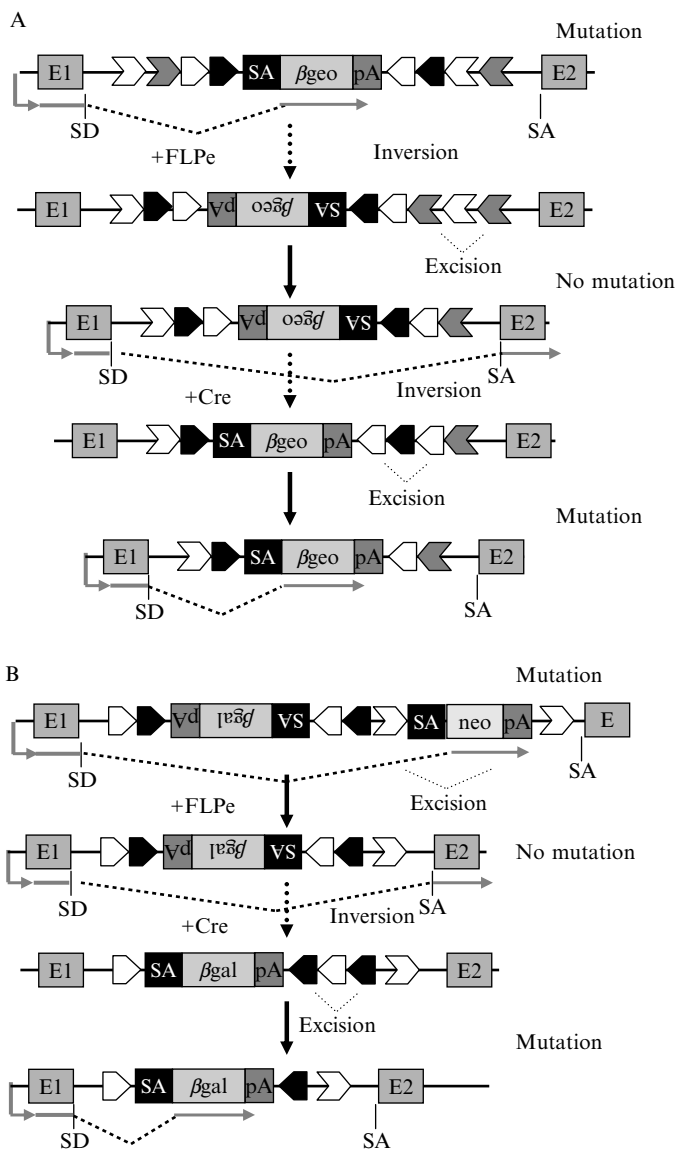 A
Mutation
E1 SA βgeo pA E2
SD SA
+FLPe Inversion
E1 pA βgeo SA E2
Excision
No mutation
E1 pA βgeo SA E2
SD SA
+Cre Inversion
E1 SA βgeo pA E2
Excision
Mutation
E1 SA βgeo pA E2
SD SA
B
Mutation
E1 pA βgal SA SA neo pA E
SD SA
+FLPe Excision
E1 pA βgal SA E2 No mutation
SD SA
+Cre Inversion
E1 SA βgal pA E2
Excision
Mutation
E1 SA βgal pA E2
SD SA